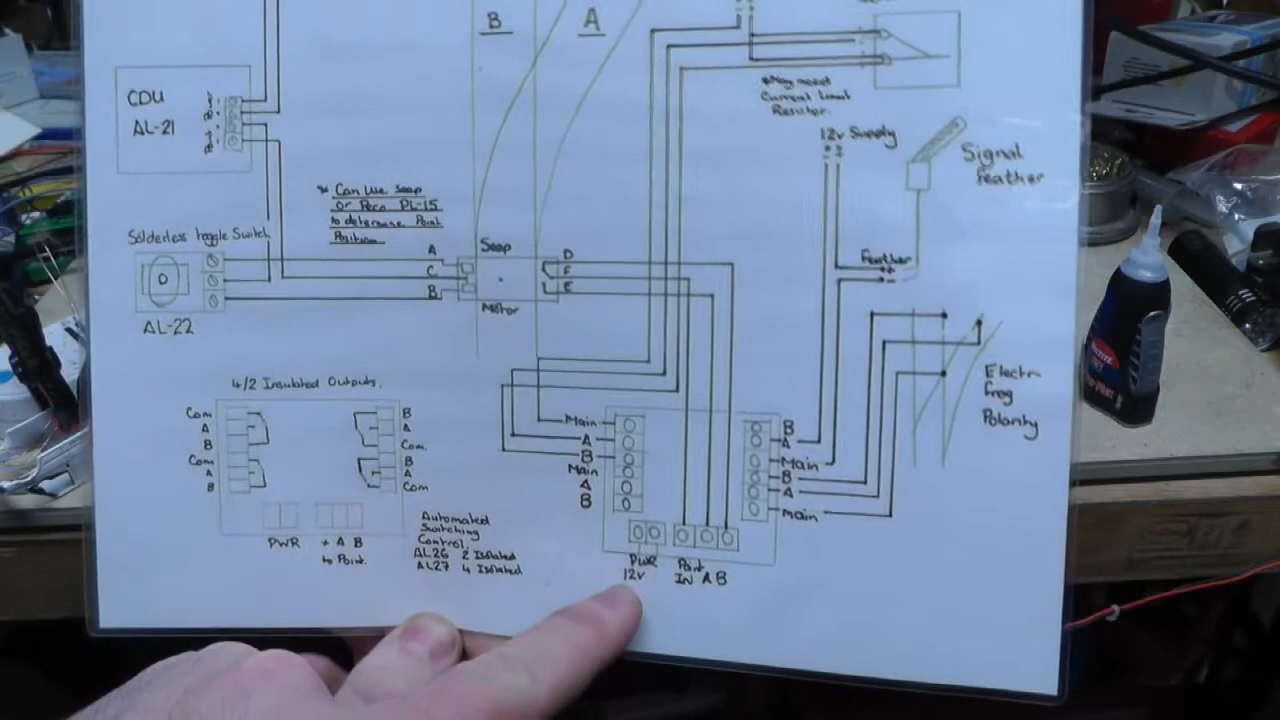 B
A
CDU
AL-21
*May need
Current Limit
Resistor.
12v Supply
+ +
- -
Signal
Feather
* Can Use Seep
or Peco PL-15
to determine Point
Position
Solderless toggle Switch
AL-22
A
C
B
Seep
Motor
D
F
E
Feather
+
-
Electro
frog
Polarity
4/2 Insulated Outputs.
Com
A
B
Com
A
B
B
A
Com
B
A
Com
PWR
+ A B
to Point.
Automated
Switching
Control.
AL26 2 Isolated
AL27 4 Isolated
Main
A
B
Main
A
B
B
A
Main
B
A
Main
PWR
12v
Point
IN A B
LOCTITE